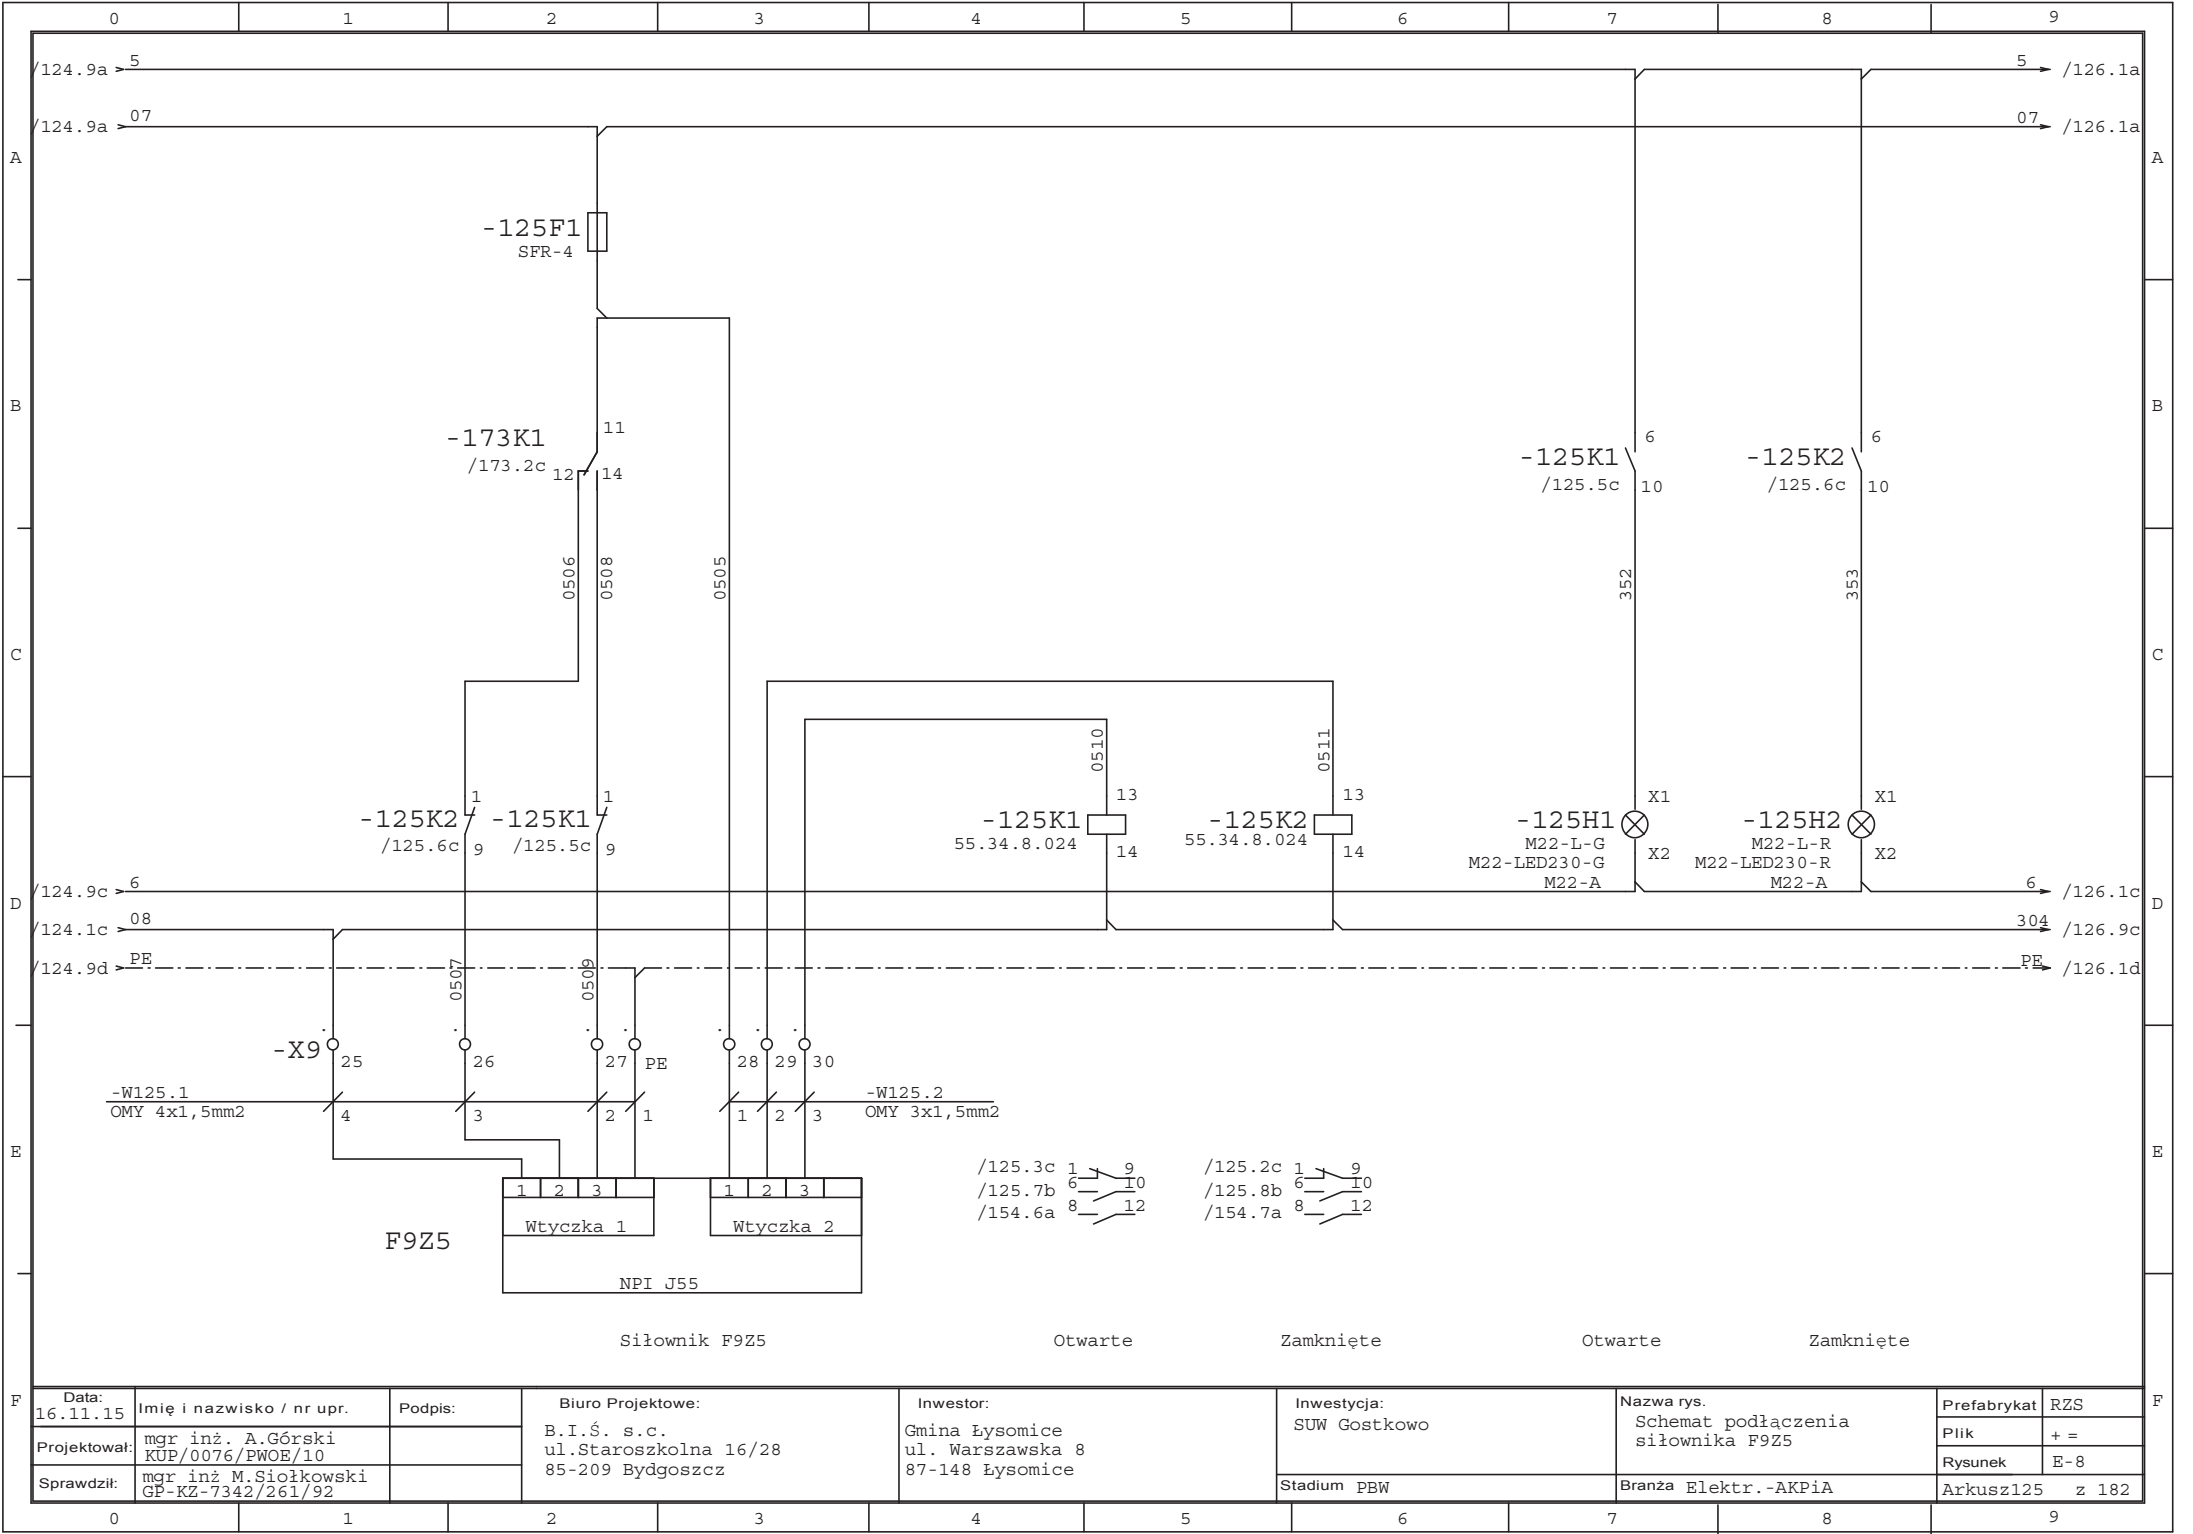 0 1 2 3 4 5 6 7 8 9
/124.9a 5 5 /126.1a
/124.9a 07 07 /126.1a
A A
-125F1
SFR-4
B B
-173K1 11
/173.2c 12 14
-125K1 6
/125.5c 10
-125K2 6
/125.6c 10
0506 0508 0505 352 353
C C
0510 0511
-125K2 1
/125.6c 9
-125K1 1
/125.5c 9
-125K1 13
55.34.8.024
14
-125K2 13
55.34.8.024
14
-125H1 X1
M22-L-G
M22-LED230-G X2
M22-A
-125H2 X1
M22-L-R
M22-LED230-R X2
M22-A
/124.9c 6 6 /126.1c
D D
/124.1c 08 304 /126.9c
/124.9d PE PE /126.1d
0507 0509
-X9 25 26 27 PE 28 29 30
-W125.1
OMY 4x1,5mm2
4 3 2 1 1 2 3
-W125.2
OMY 3x1,5mm2
E E
/125.3c 1 9
/125.7b 6 10
/154.6a 8 12
/125.2c 1 9
/125.8b 6 10
/154.7a 8 12
1 2 3 1 2 3
Wtyczka 1 Wtyczka 2
F9Z5
NPI J55
Siłownik F9Z5 Otwarte Zamknięte Otwarte Zamknięte
F F
Data:
16.11.15
Imię i nazwisko / nr upr.
Podpis:
Projektował:
mgr inż. A.Górski
KUP/0076/PWOE/10
Sprawdził:
mgr inż M.Siołkowski
GP-KZ-7342/261/92
Biuro Projektowe:
B.I.Ś. s.c.
ul.Staroszkolna 16/28
85-209 Bydgoszcz
Inwestor:
Gmina Łysomice
ul. Warszawska 8
87-148 Łysomice
Inwestycja:
SUW Gostkowo
Stadium PBW
Nazwa rys.
Schemat podłączenia
siłownika F9Z5
Branża Elektr.-AKPiA
Prefabrykat RZS
Plik + =
Rysunek E-8
Arkusz125 z 182
0 1 2 3 4 5 6 7 8 9